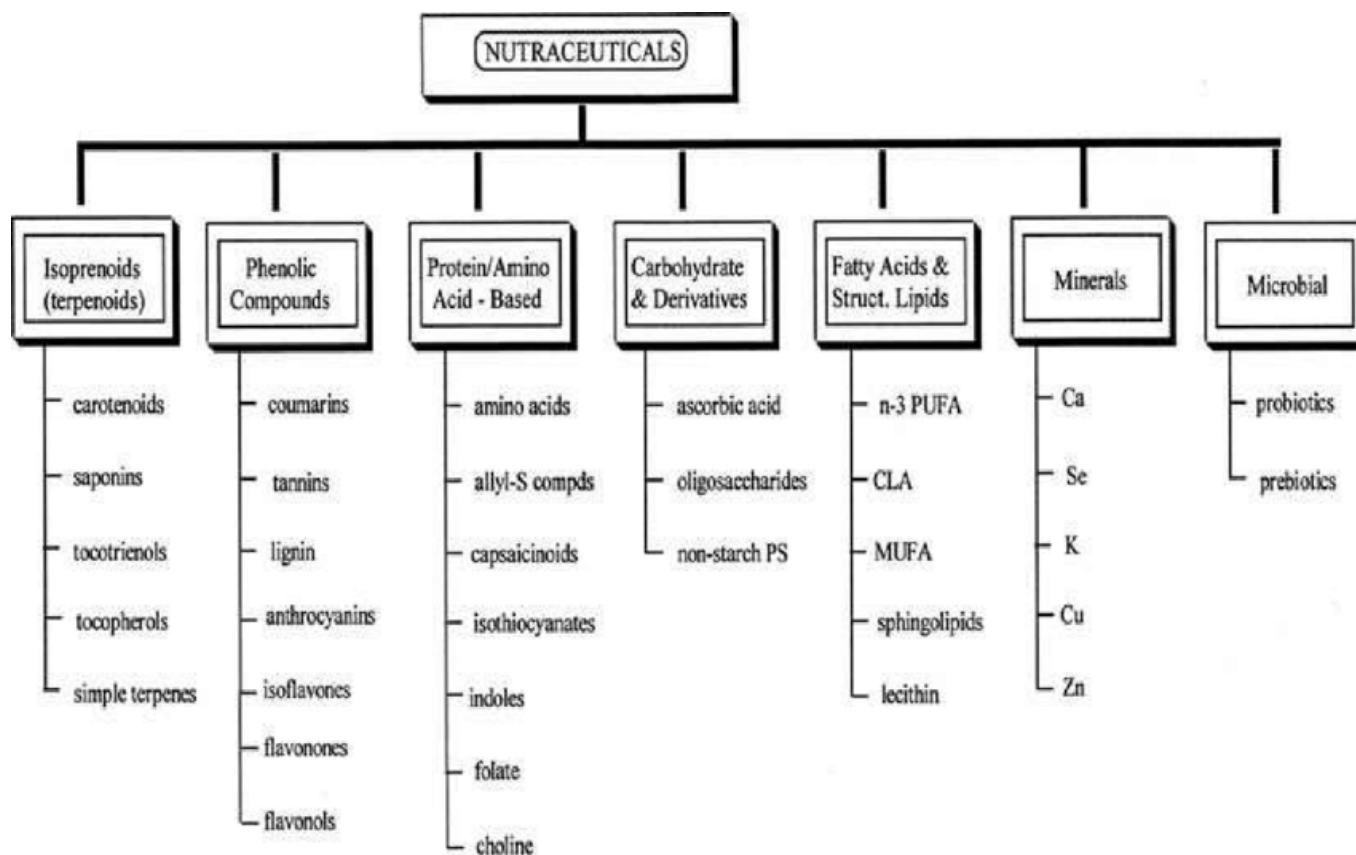 NUTRACEUTICALS
Isoprenoids
(terpenoids)
carotenoids
saponins
tocotrienols
tocopherols
simple terpenes
Phenolic
Compounds
coumarins
tannins
lignin
anthrocyanins
isoflavones
flavonones
flavonols
Protein/Amino
Acid - Based
amino acids
allyl-S compds
capsaicinoids
isothiocyanates
indoles
folate
choline
Carbohydrate
& Derivatives
ascorbic acid
oligosaccharides
non-starch PS
Fatty Acids &
Struct. Lipids
n-3 PUFA
CLA
MUFA
sphingolipids
lecithin
Minerals
Ca
Se
K
Cu
Zn
Microbial
probiotics
prebiotics